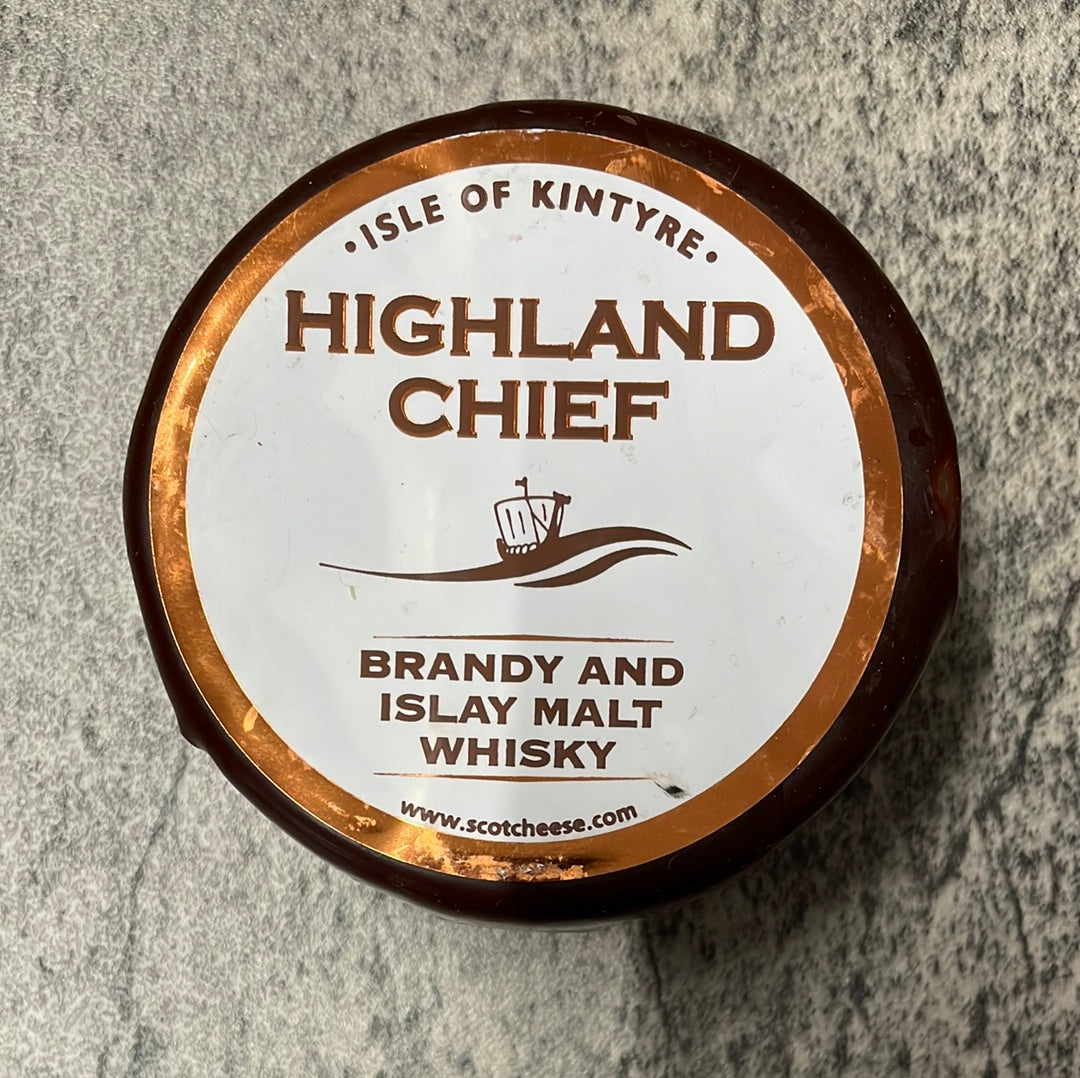 •ISLE OF KINTYRE•
HIGHLAND
CHIEF
BRANDY AND
ISLAY MALT
WHISKY
www.scotcheese.com